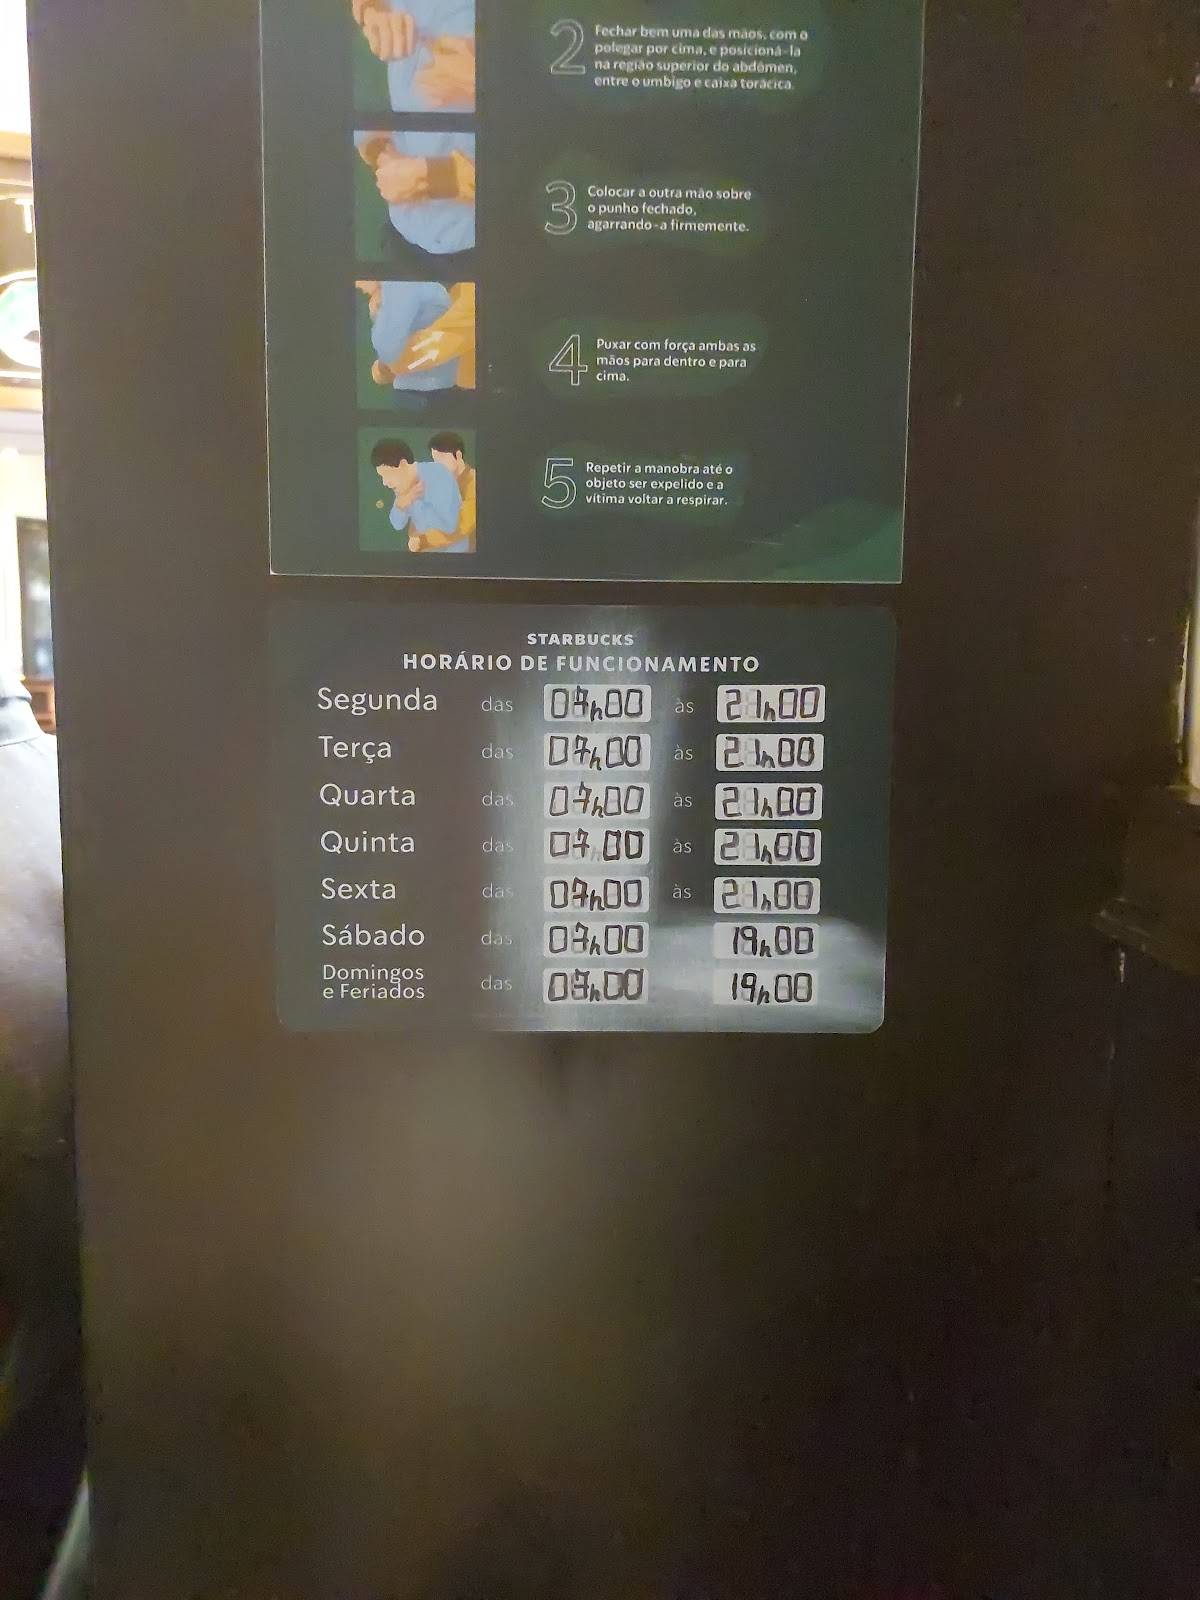 2
Fechar bem uma das mãos, com o
polegar por cima, e posicioná-la
na região superior do abdômen,
entre o umbigo e caixa torácica.
3
Colocar a outra mão sobre
o punho fechado,
agarrando-a firmemente.
4
Puxar com força ambas as
mãos para dentro e para
cima.
5
Repetir a manobra até o
objeto ser expelido e a
vítima voltar a respirar.
STARBUCKS
HORÁRIO DE FUNCIONAMENTO
Segunda das 07h00 às 21h00
Terça das 07h00 às 21h00
Quarta das 07h00 às 21h00
Quinta das 07 00 às 21h00
Sexta das 07h00 às 21h00
Sábado das 07h00 19h00
Domingos
e Feriados das 07h00 19h00